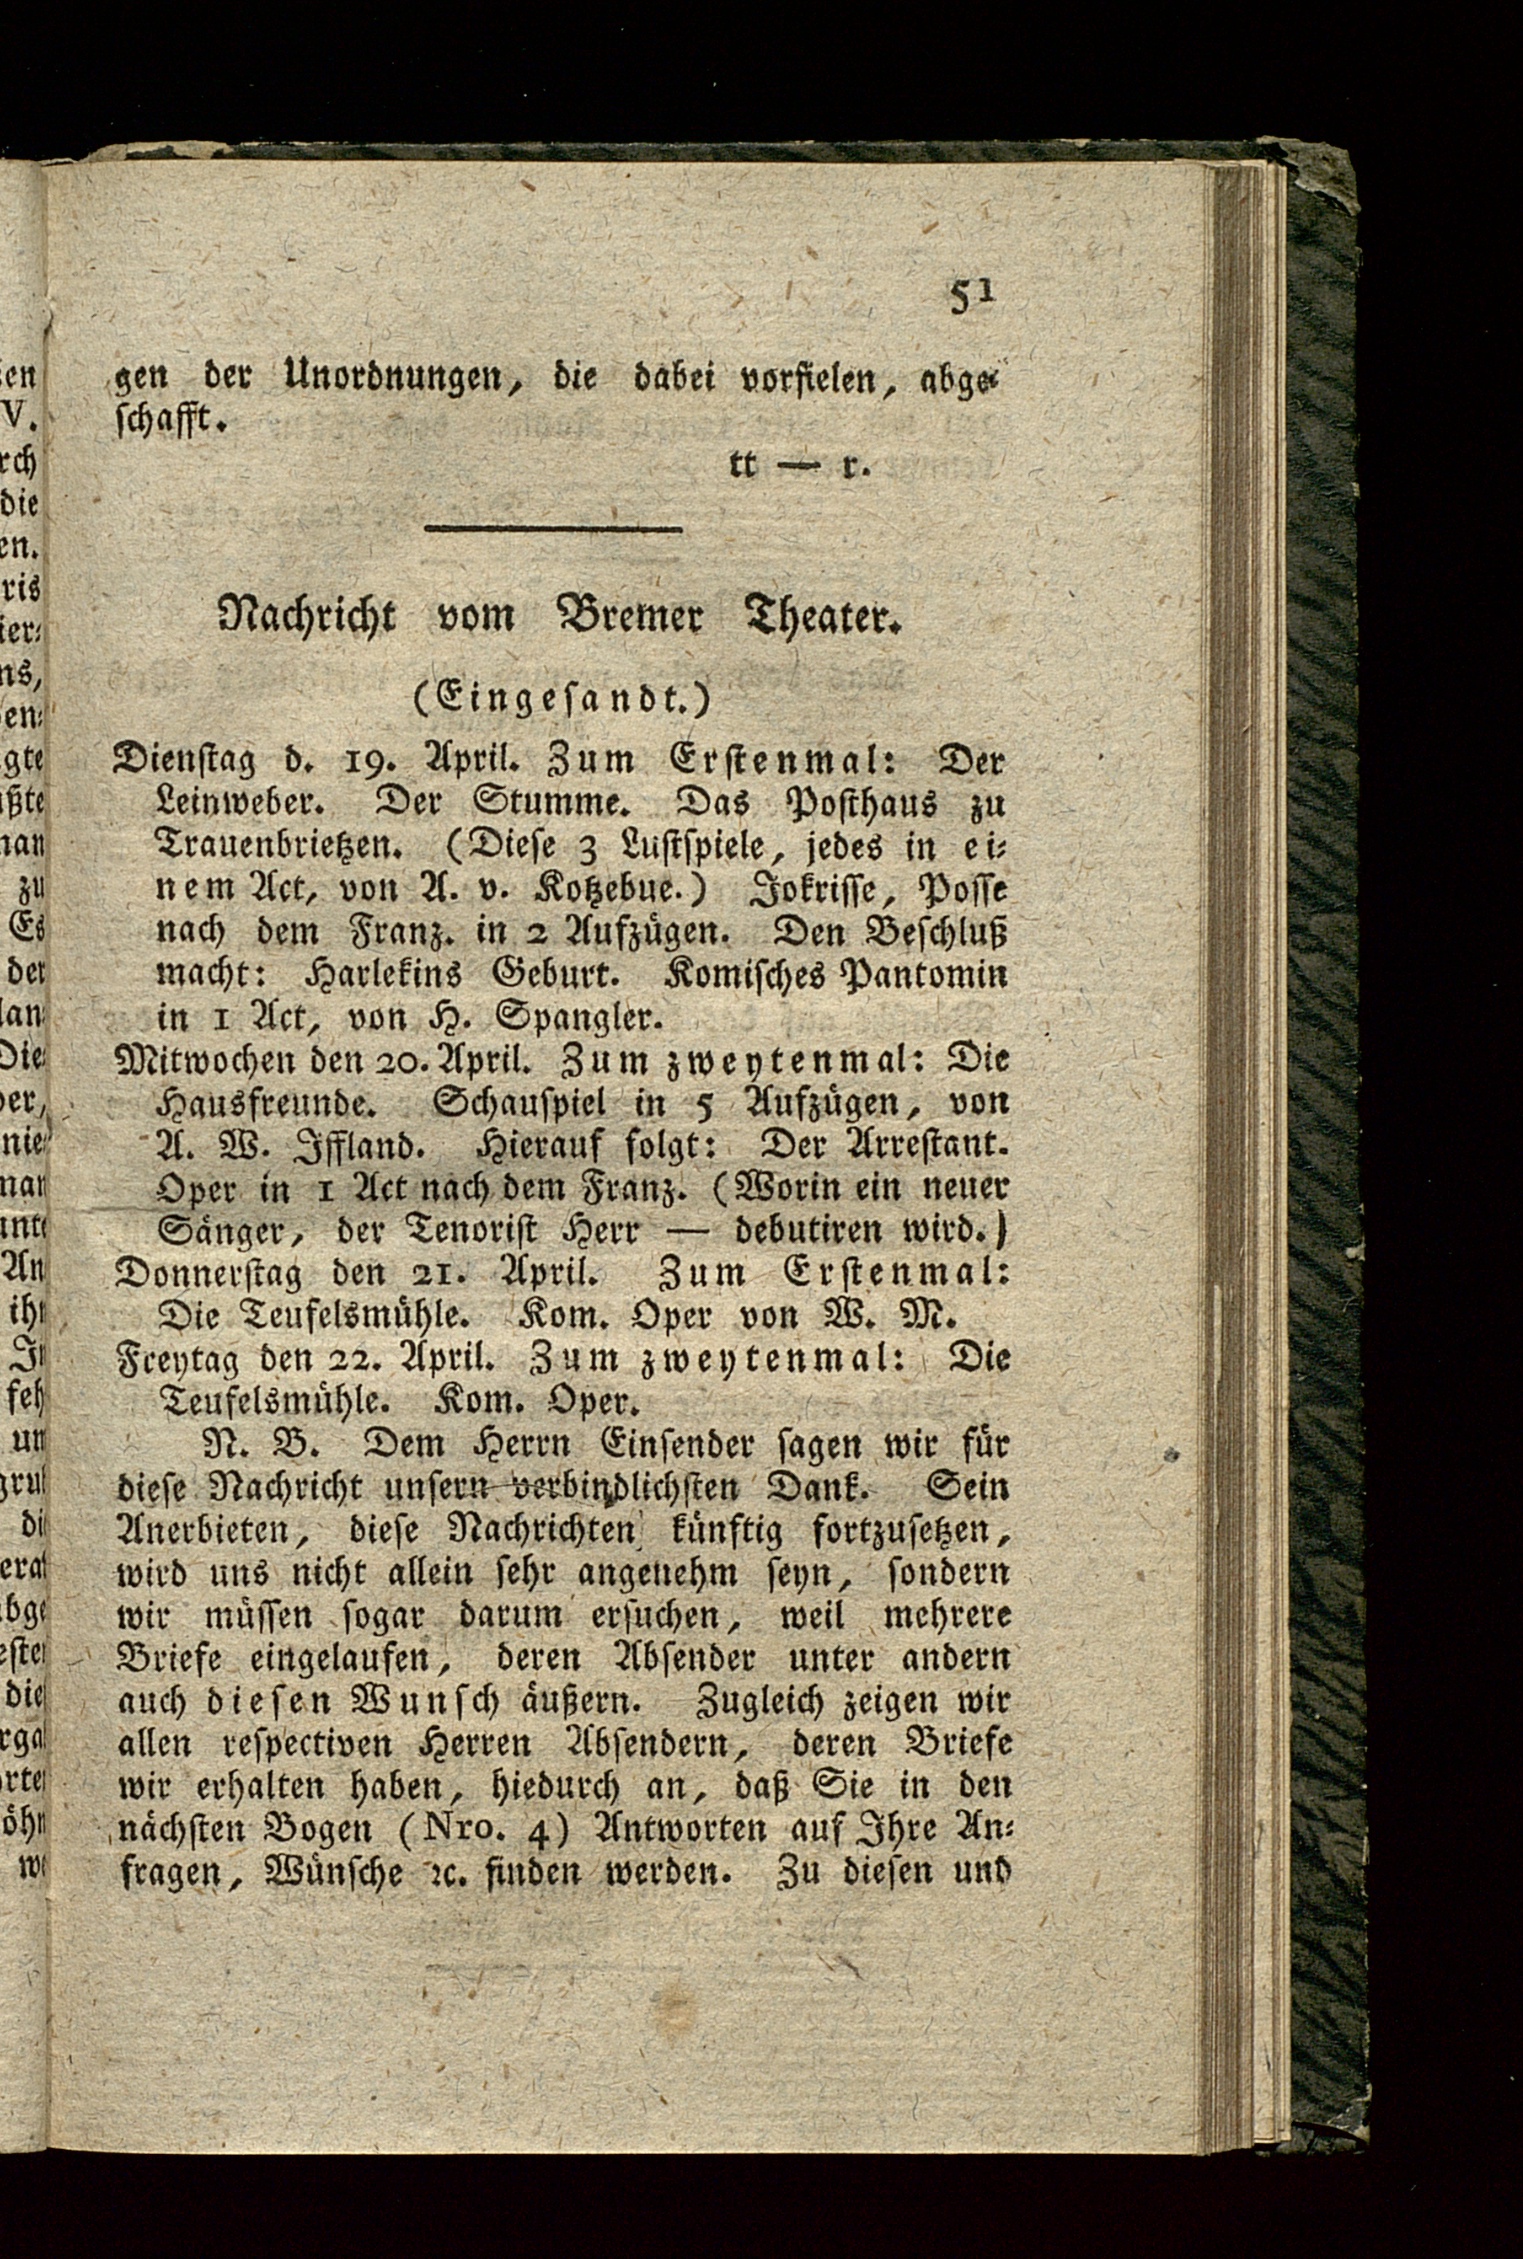 51
gen der Unordnungen, die dabei vorfielen, abge-
schafft.
tt — r.
Nachricht vom Bremer Theater.
(Eingesandt.)
Dienstag d. 19. April. Zum Erstenmal: Der
Leinweber. Der Stumme. Das Posthaus zu
Trauenbrietzen. (Diese 3 Lustspiele, jedes in ei-
nem Act, von A. v. Kotzebue.) Jokrisse, Posse
nach dem Franz. in 2 Aufzügen. Den Beschluß
macht: Harlekins Geburt. Komisches Pantomin
in 1 Act, von H. Spangler.
Mitwochen den 20. April. Zum zweytenmal: Die
Hausfreunde. Schauspiel in 5 Aufzügen, von
A. W. Iffland. Hierauf folgt: Der Arrestant.
Oper in 1 Act nach dem Franz. (Worin ein neuer
Sänger, der Tenorist Herr — debutiren wird.)
Donnerstag den 21. April. Zum Erstenmal:
Die Teufelsmühle. Kom. Oper von W. M.
Freytag den 22. April. Zum zweytenmal: Die
Teufelsmühle. Kom. Oper.
N. B. Dem Herrn Einsender sagen wir für
diese Nachricht unsern verbindlichsten Dank. Sein
Anerbieten, diese Nachrichten künftig fortzusetzen,
wird uns nicht allein sehr angenehm seyn, sondern
wir müssen sogar darum ersuchen, weil mehrere
Briefe eingelaufen, deren Absender unter andern
auch diesen Wunsch äußern. Zugleich zeigen wir
allen respectiven Herren Absendern, deren Briefe
wir erhalten haben, hiedurch an, daß Sie in den
nächsten Bogen (Nro. 4) Antworten auf Ihre An-
fragen, Wünsche ꝛc. finden werden. Zu diesen und